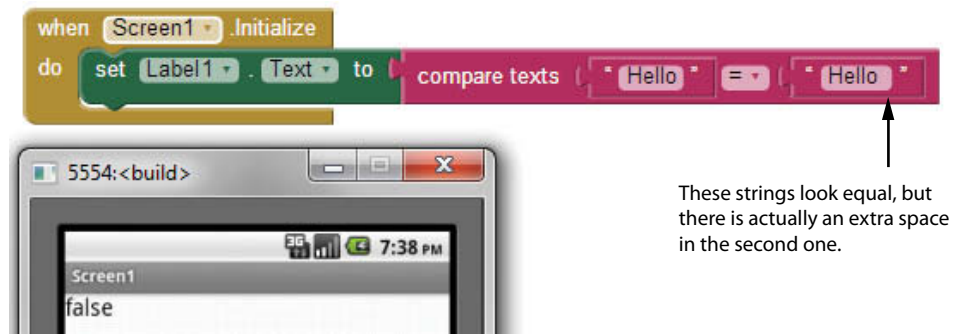 when Screen1 .Initialize
do set Label1 . Text to compare texts " Hello " = " Hello  "
5554:<build>
These strings look equal, but
there is actually an extra space
in the second one.
3G 7:38 PM
Screen1
false